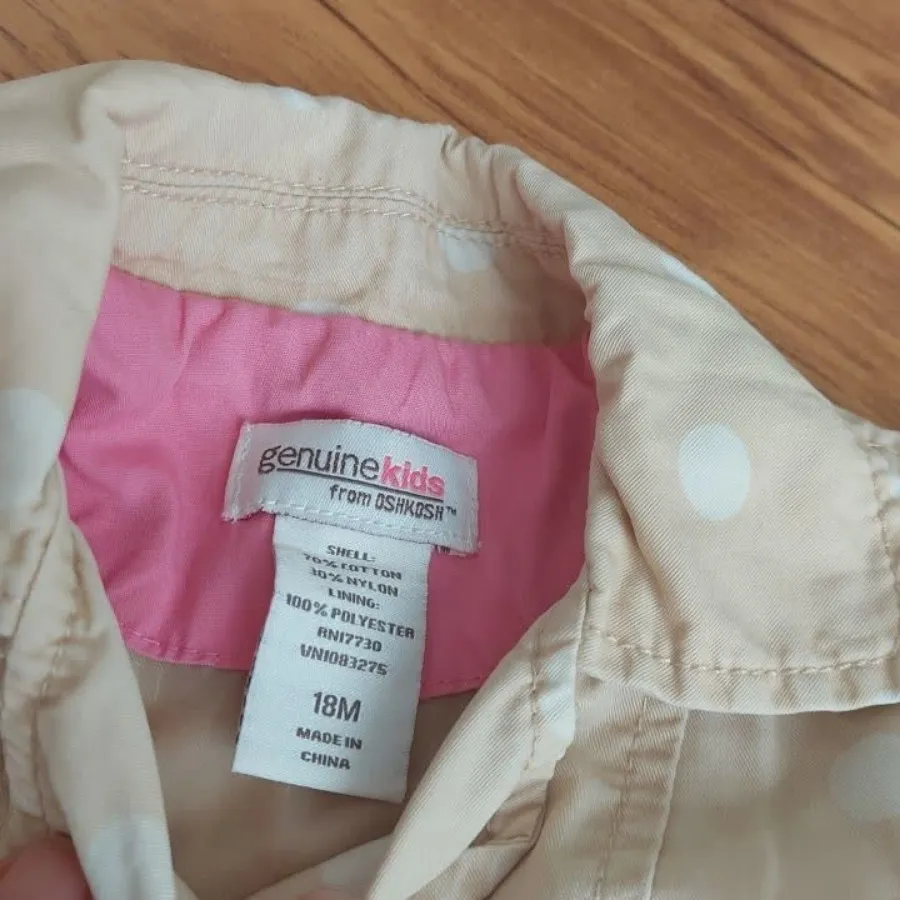 genuinekids
from OSHKOSH™
SHELL:
70% COTTON
30% NYLON
LINING:
100% POLYESTER
RN17730
VN1083275
18M
MADE IN
CHINA